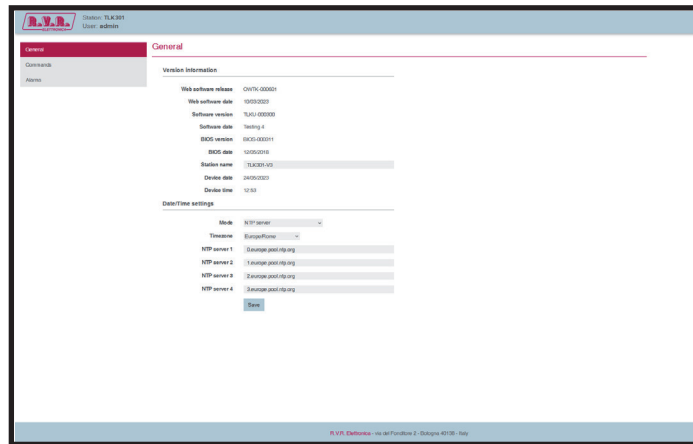 R.V.R.
ELETTRONICA
Station: TLK301
User: admin
General
Commands
Alarms
General
Version information
Web software release OWTK-000601
Web software date 10/03/2023
Software version TLKU-000300
Software date Testing 4
BIOS version BIOS-000011
BIOS date 12/05/2018
Station name TLK301-V3
Device date 24/05/2023
Device time 12:53
Date/Time settings
Mode NTP server
Timezone Europe/Rome
NTP server 1 0.europe.pool.ntp.org
NTP server 2 1.europe.pool.ntp.org
NTP server 3 2.europe.pool.ntp.org
NTP server 4 3.europe.pool.ntp.org
Save
R.V.R. Elettronica - via del Fonditore 2 - Bologna 40138 - Italy